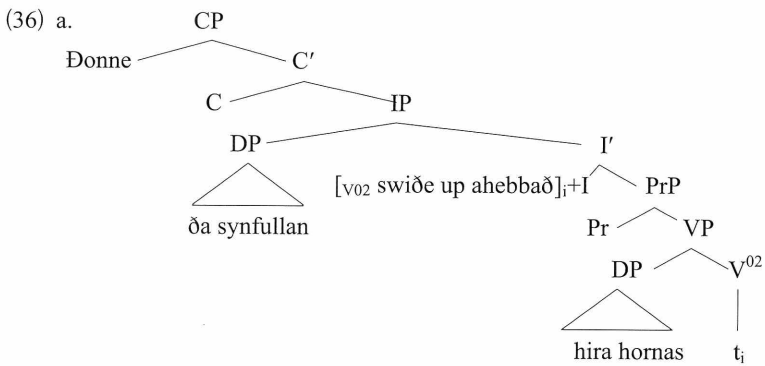 (36) a. CP
Ðonne C′
C IP
DP I′
[V02 swiðe up ahebbað]i+I PrP
ða synfullan Pr VP
DP V02
hira hornas ti